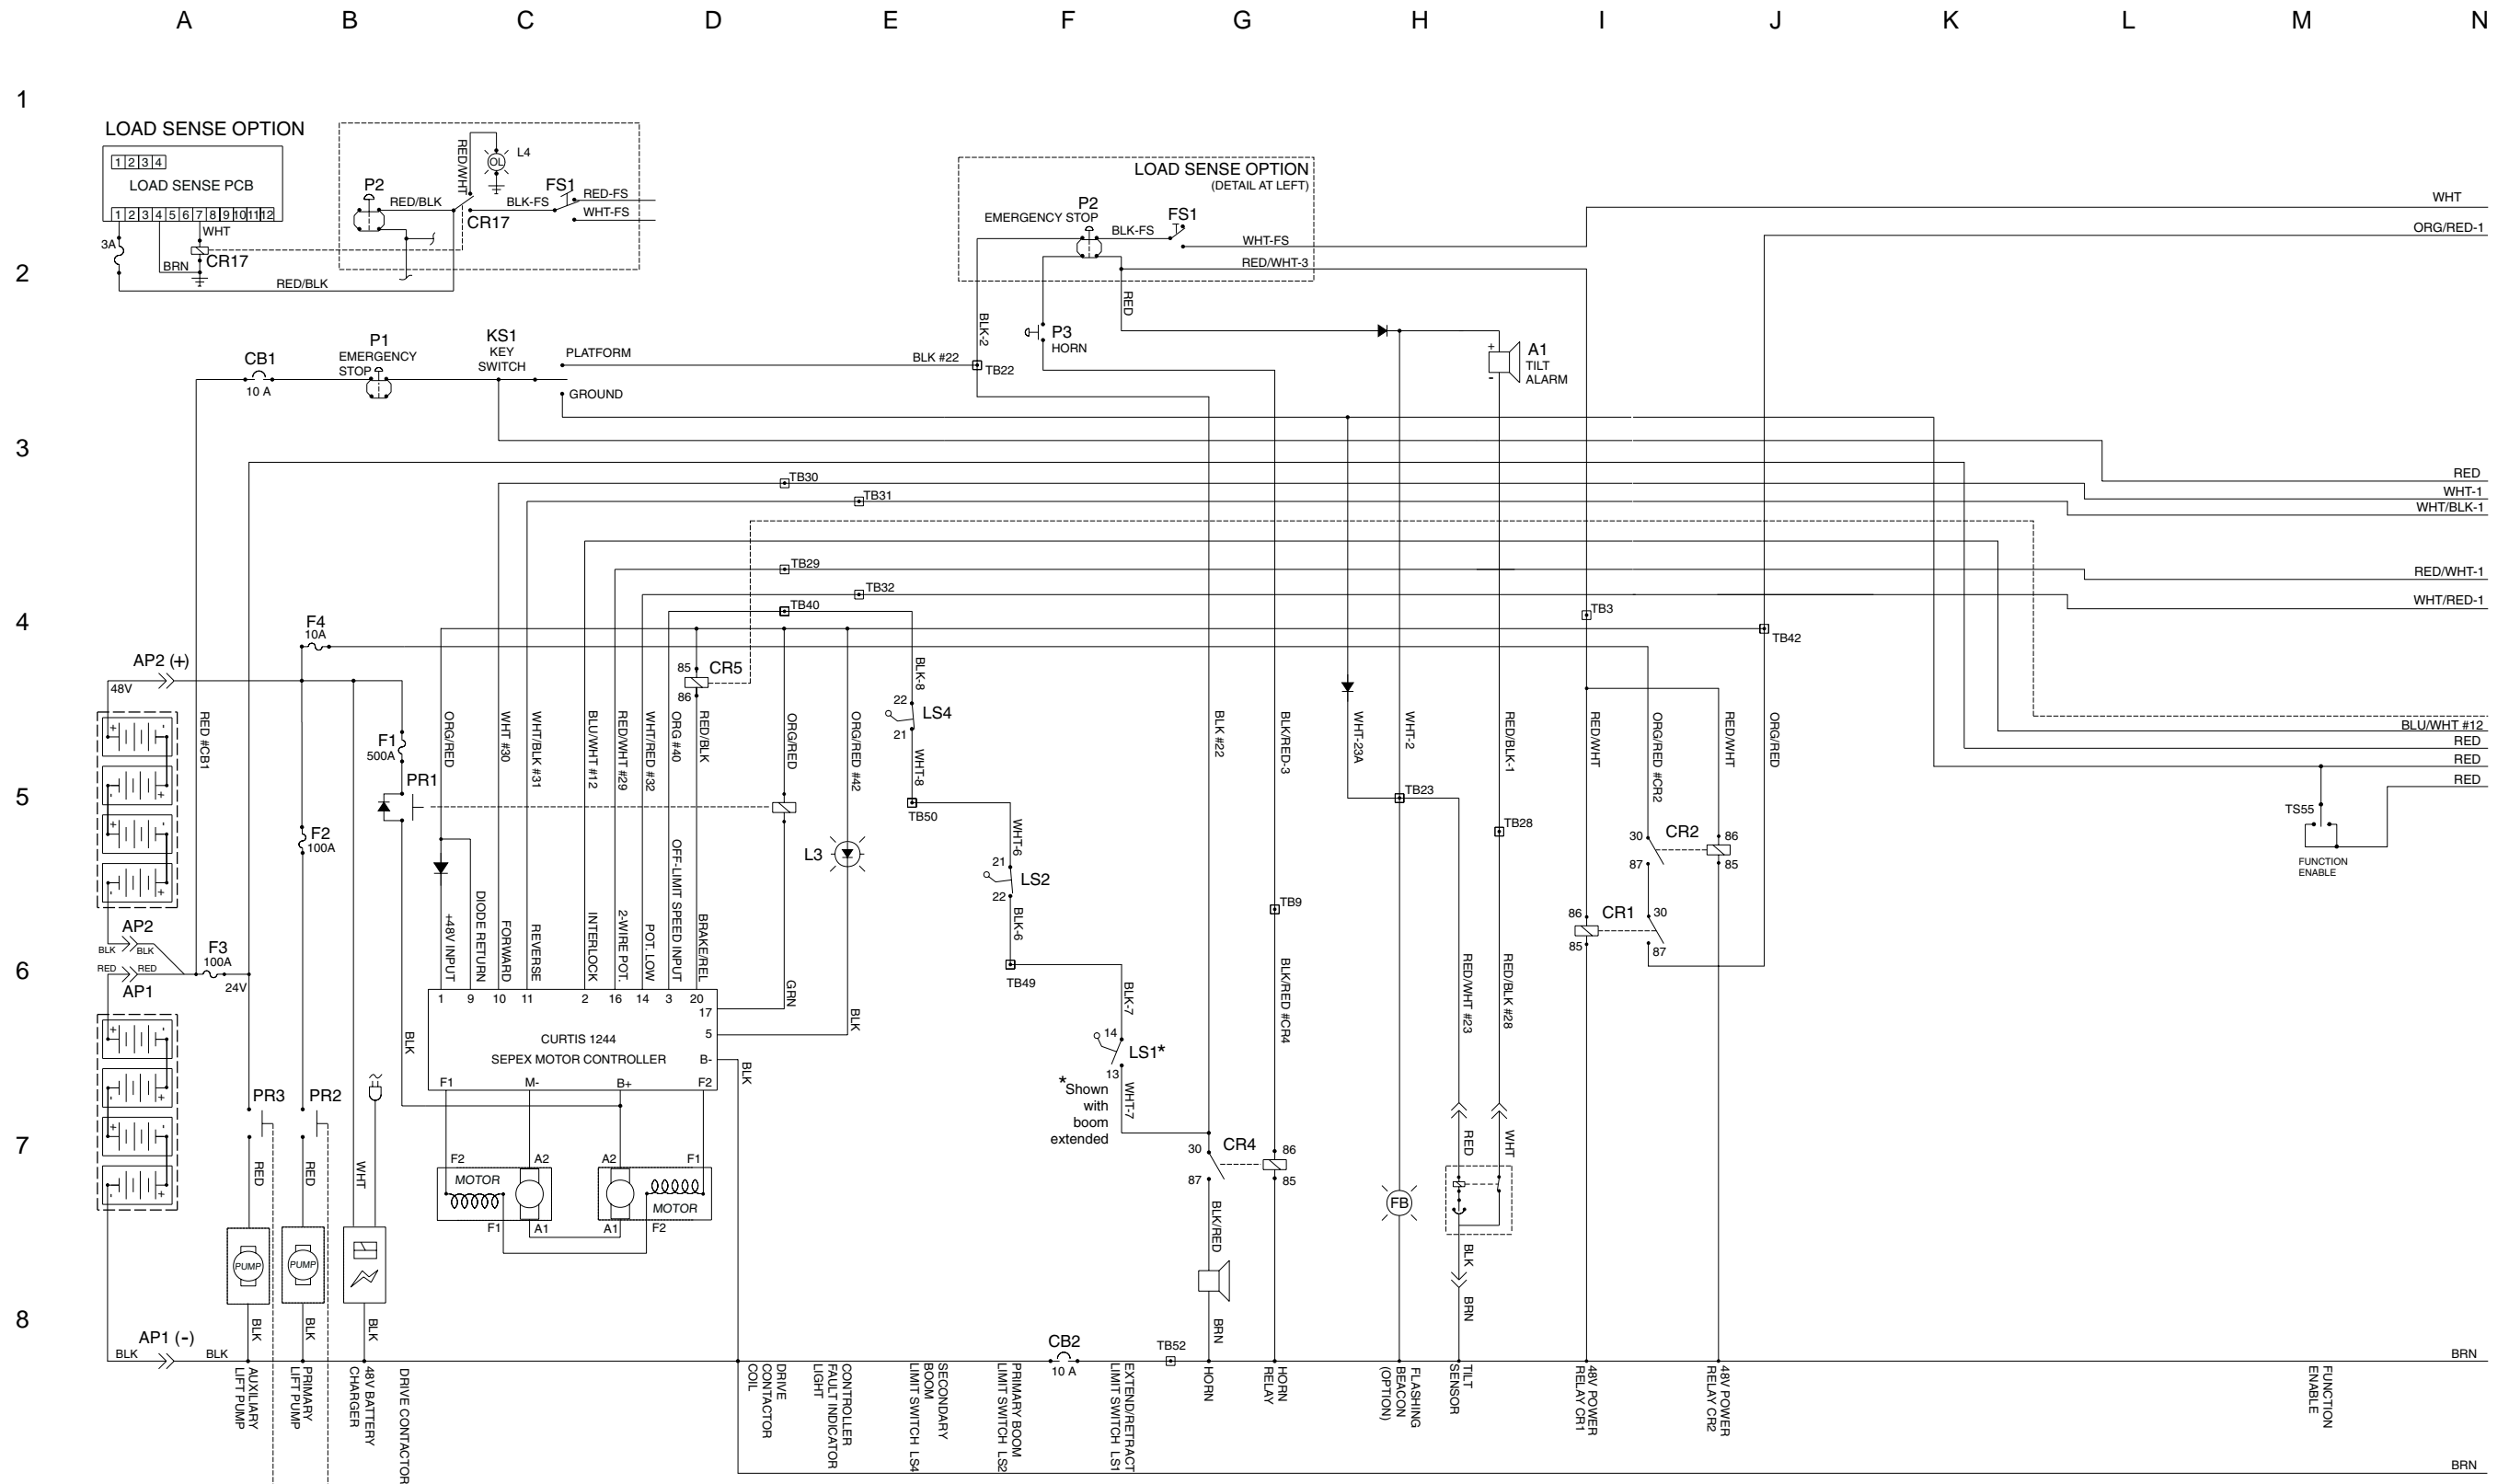 A B C D E F G H I J K L M N
1
LOAD SENSE OPTION
1 2 3 4
LOAD SENSE PCB
1 2 3 4 5 6 7 8 9 10 11 12
3A
WHT
CR17
BRN
RED/BLK
P2
RED/BLK
RED/WHT
OL
L4
CR17
BLK-FS
FS1
RED-FS
WHT-FS
LOAD SENSE OPTION
(DETAIL AT LEFT)
P2
EMERGENCY STOP
BLK-FS
FS1
WHT-FS
RED/WHT-3
WHT
ORG/RED-1
2
BLK-2
RED
P3
HORN
CB1
10 A
P1
EMERGENCY
STOP
KS1
KEY
SWITCH
PLATFORM
GROUND
BLK #22
TB22
+
-
A1
TILT
ALARM
3
TB30
TB31
RED
WHT-1
WHT/BLK-1
TB29
TB32
TB40
RED/WHT-1
WHT/RED-1
4
F4
10A
TB3
TB42
AP2 (+)
48V
85
CR5
86
BLK-8
22
LS4
21
WHT-8
RED #CB1
F1
500A
ORG/RED
WHT #30
WHT/BLK #31
BLU/WHT #12
RED/WHT #29
WHT/RED #32
ORG #40
RED/BLK
ORG/RED
ORG/RED #42
BLK #22
BLK/RED-3
WHT-23A
WHT-2
RED/BLK-1
RED/WHT
ORG/RED #CR2
RED/WHT
ORG/RED
BLU/WHT #12
RED
RED
RED
5
PR1
TB50
TB23
TB28
TS55
FUNCTION
ENABLE
F2
100A
L3
WHT-6
21
LS2
22
BLK-6
30
CR2
86
87
85
TB9
86
CR1
30
85
87
+48V INPUT
DIODE RETURN
FORWARD
REVERSE
INTERLOCK
2-WIRE POT.
POT. LOW
OFF-LIMIT SPEED INPUT
BRAKE/REL
AP2
BLK
BLK
RED
RED
AP1
F3
100A
24V
6
1 9 10 11 2 16 14 3 20
17
5
B-
CURTIS 1244
SEPEX MOTOR CONTROLLER
F1 M- B+ F2
GRN
BLK
BLK
BLK
TB49
BLK-7
14
LS1*
13
WHT-7
*Shown
with
boom
extended
BLK/RED #CR4
RED/WHT #23
RED/BLK #28
PR3
PR2
7
RED
RED
WHT
F2
A2
MOTOR
F1
A1
A2
F1
MOTOR
A1
F2
30
CR4
86
87
85
BLK/RED
FB
RED
WHT
BLK
BRN
PUMP
PUMP
8
AP1 (-)
BLK
BLK
BLK
BLK
BLK
CB2
10 A
TB52
BRN
BRN
AUXILIARY
LIFT PUMP
PRIMARY
LIFT PUMP
48V BATTERY
CHARGER
DRIVE CONTACTOR
DRIVE
CONTACTOR
COIL
CONTROLLER
FAULT INDICATOR
LIGHT
SECONDARY
BOOM
LIMIT SWITCH LS4
PRIMARY BOOM
LIMIT SWITCH LS2
EXTEND/RETRACT
LIMIT SWITCH LS1
HORN
HORN
RELAY
FLASHING
BEACON
(OPTION)
TILT
SENSOR
48V POWER
RELAY CR1
48V POWER
RELAY CR2
FUNCTION
ENABLE
BRN